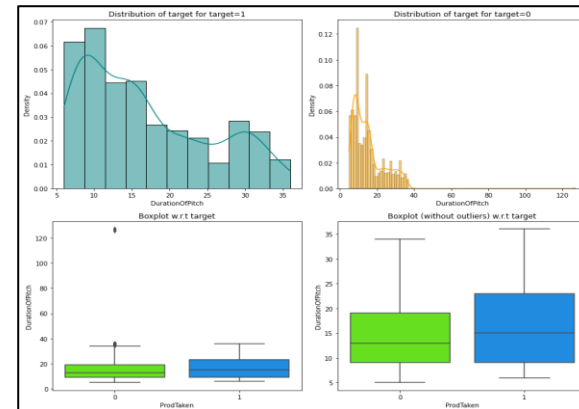 Distribution of target for target=1
0.07
0.06
0.05
0.04
0.03
0.02
0.01
0.00
Density
5 10 15 20 25 30 35
DurationOfPitch
Distribution of target for target=0
0.12
0.10
0.08
0.06
0.04
0.02
0.00
Density
0 20 40 60 80 100 120
DurationOfPitch
Boxplot w.r.t target
120
100
80
60
40
20
0
DurationOfPitch
0 1
ProdTaken
Boxplot (without outliers) w.r.t target
35
30
25
20
15
10
5
DurationOfPitch
0 1
ProdTaken